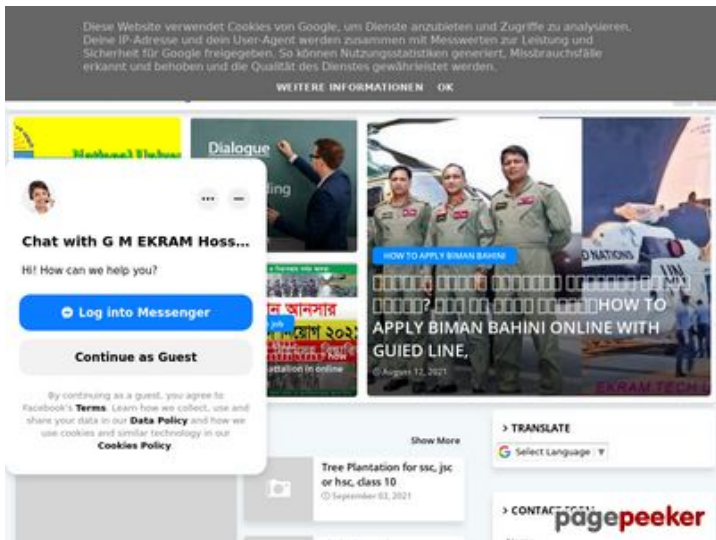 Diese Website verwendet Cookies von Google, um Dienste anzubieten und Zugriffe zu analysieren.
Deine IP-Adresse und dein User-Agent werden zusammen mit Messwerten zur Leistung und
Sicherheit für Google freigegeben. So können Nutzungsstatistiken generiert, Missbrauchsfälle
erkannt und behoben und die Qualität des Dienstes gewährleistet werden.
WEITERE INFORMATIONEN OK
Dialogue
Chat with G M EKRAM Hoss...
Hi! How can we help you?
Log into Messenger
Continue as Guest
By continuing as a guest, you agree to
Facebook's Terms. Learn how we collect, use and
share your data in our Data Policy and how we
use cookies and similar technology in our
Cookies Policy.
আনসার
how
attalion in online
HOW TO APPLY BIMAN BAHINI
D NATIONS
UN
HOW TO
APPLY BIMAN BAHINI ONLINE WITH
GUIED LINE,
August 12, 2021
EKRAM TECH L
Show More
Tree Plantation for ssc, jsc
or hsc, class 10
September 03, 2021
> TRANSLATE
Select Language ▼
> CONTACT
pagepeeker